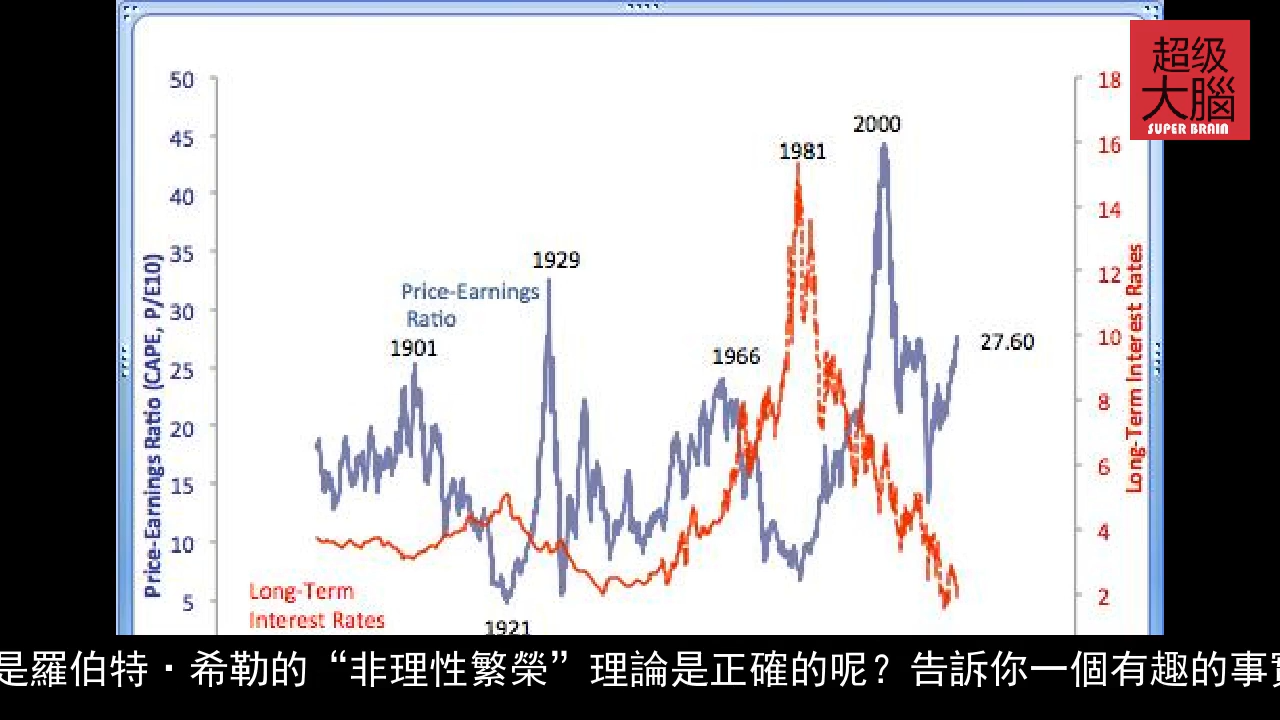 超级
大腦
SUPER BRAIN
50
45
40
35
30
25
20
15
10
5
Price-Earnings Ratio (CAPE, P/E10)
18
16
14
12
10
8
6
4
2
Long-Term Interest Rates
2000
1981
1929
Price-Earnings
Ratio
1901
1966
27.60
Long-Term
Interest Rates
1921
是羅伯特·希勒的“非理性繁榮”理論是正確的呢？告訴你一個有趣的事實